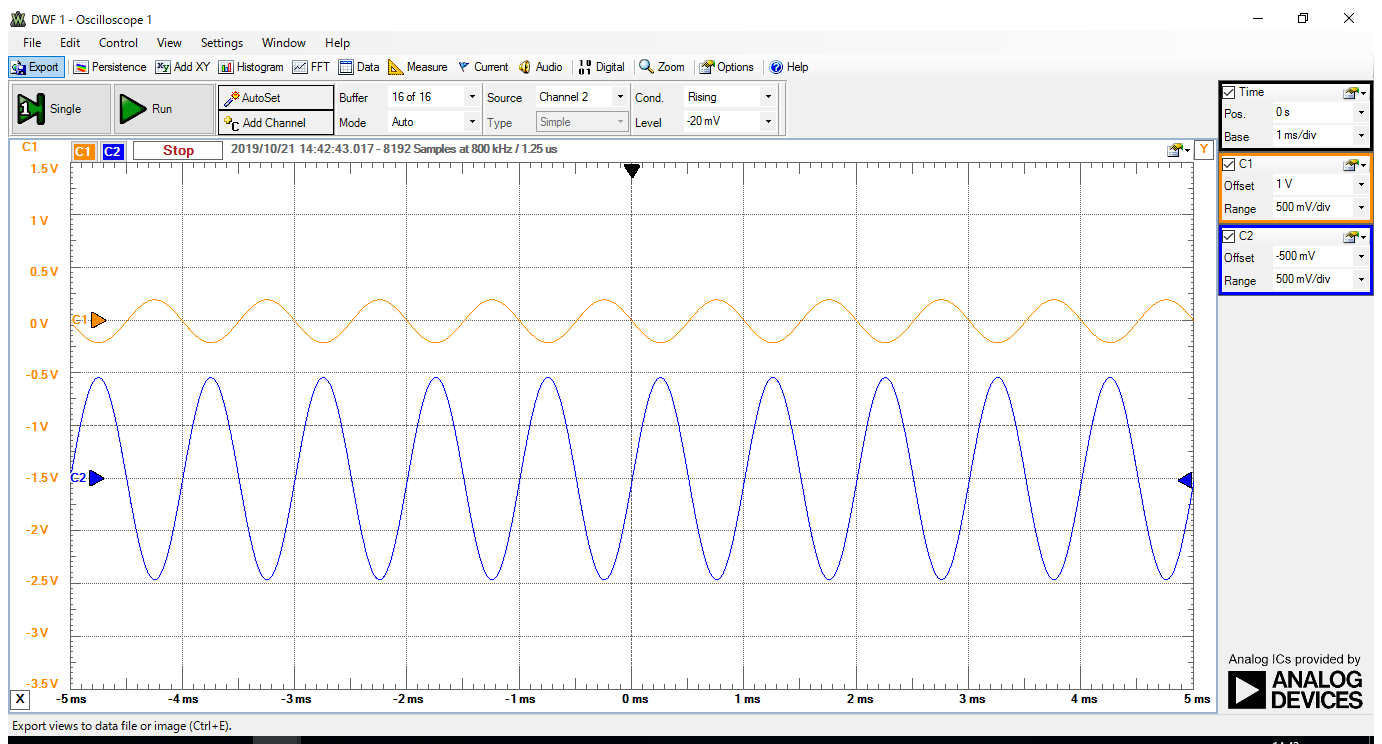 DWF 1 - Oscilloscope 1
File Edit Control View Settings Window Help
Export Persistence Add XY Histogram FFT Data Measure Current Audio Digital Zoom Options Help
1 Single Run AutoSet Buffer 16 of 16 Source Channel 2 Cond. Rising
Add Channel Mode Auto Type Simple Level -20 mV
C1 C1 C2 Stop 2019/10/21 14:42:43.017 - 8192 Samples at 800 kHz / 1.25 us Y
1.5 V
1 V
0.5 V
C1
0 V
-0.5 V
-1 V
C2
-1.5 V
-2 V
-2.5 V
-3 V
-3.5 V
X -5 ms -4 ms -3 ms -2 ms -1 ms 0 ms 1 ms 2 ms 3 ms 4 ms 5 ms
Time
Pos. 0 s
Base 1 ms/div
C1
Offset 1 V
Range 500 mV/div
C2
Offset -500 mV
Range 500 mV/div
Analog ICs provided by
ANALOG
DEVICES
Export views to data file or image (Ctrl+E).